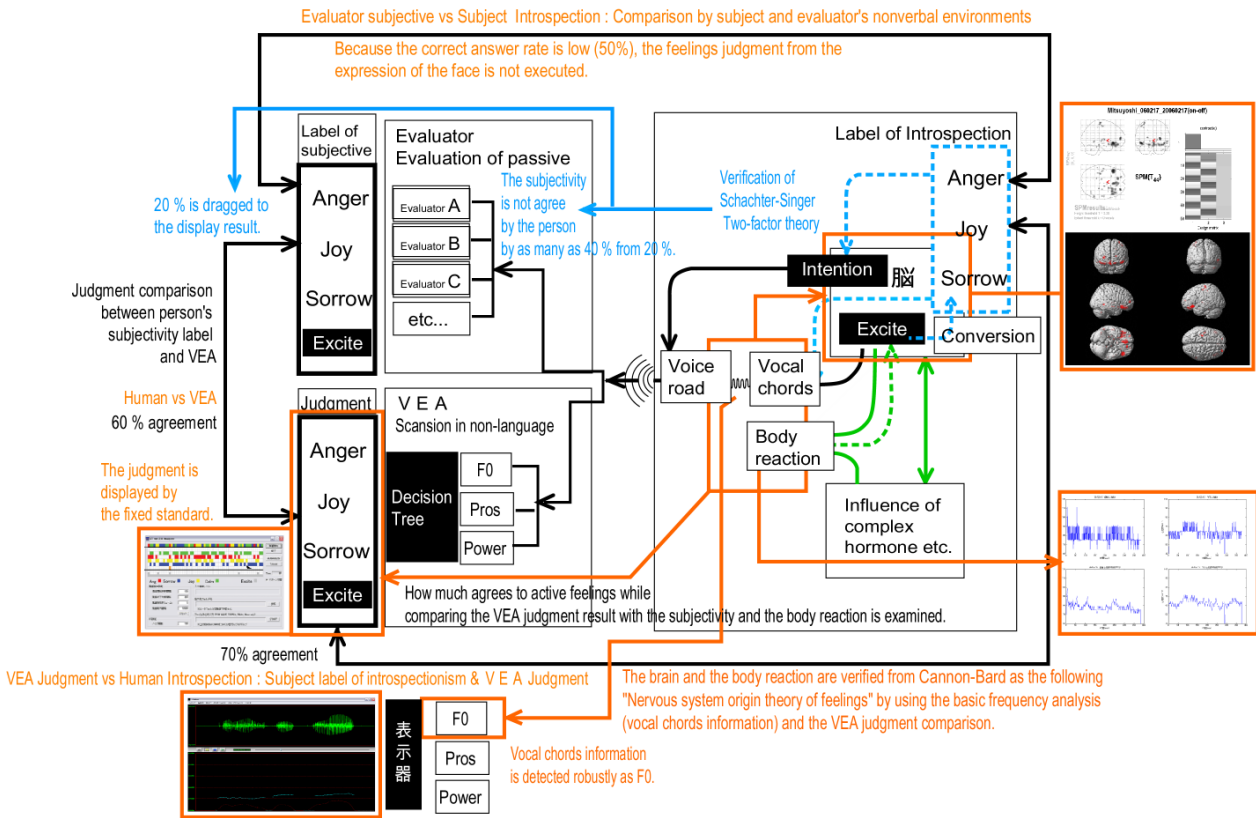 Evaluator subjective vs Subject Introspection : Comparison by subject and evaluator's nonverbal environments
Because the correct answer rate is low (50%), the feelings judgment from the
expression of the face is not executed.
Label of
subjective
Anger
Joy
Sorrow
Excite
20 % is dragged to
the display result.
Judgment comparison
between person's
subjectivity label
and VEA
Human vs VEA
60 % agreement
The judgment is
displayed by
the fixed standard.
Evaluator
Evaluation of passive
Evaluator A
Evaluator B
Evaluator C
etc...
The subjectivity
is not agree
by the person
by as many as 40 % from 20 %.
Verification of
Schachter-Singer
Two-factor theory
Label of Introspection
Anger
Joy
Sorrow
Intention
脳
Excite
Conversion
Voice
road
Vocal
chords
Body
reaction
Influence of
complex
hormone etc.
Mitsuyoshi_060217_20060217(on-off)
Judgment
Anger
Joy
Sorrow
Excite
V E A
Scansion in non-language
Decision
Tree
F0
Pros
Power
How much agrees to active feelings while
comparing the VEA judgment result with the subjectivity and the body reaction is examined.
70% agreement
VEA Judgment vs Human Introspection : Subject label of introspectionism & V E A Judgment
The brain and the body reaction are verified from Cannon-Bard as the following
"Nervous system origin theory of feelings" by using the basic frequency analysis
(vocal chords information) and the VEA judgment comparison.
表示器
F0
Pros
Power
Vocal chords information
is detected robustly as F0.